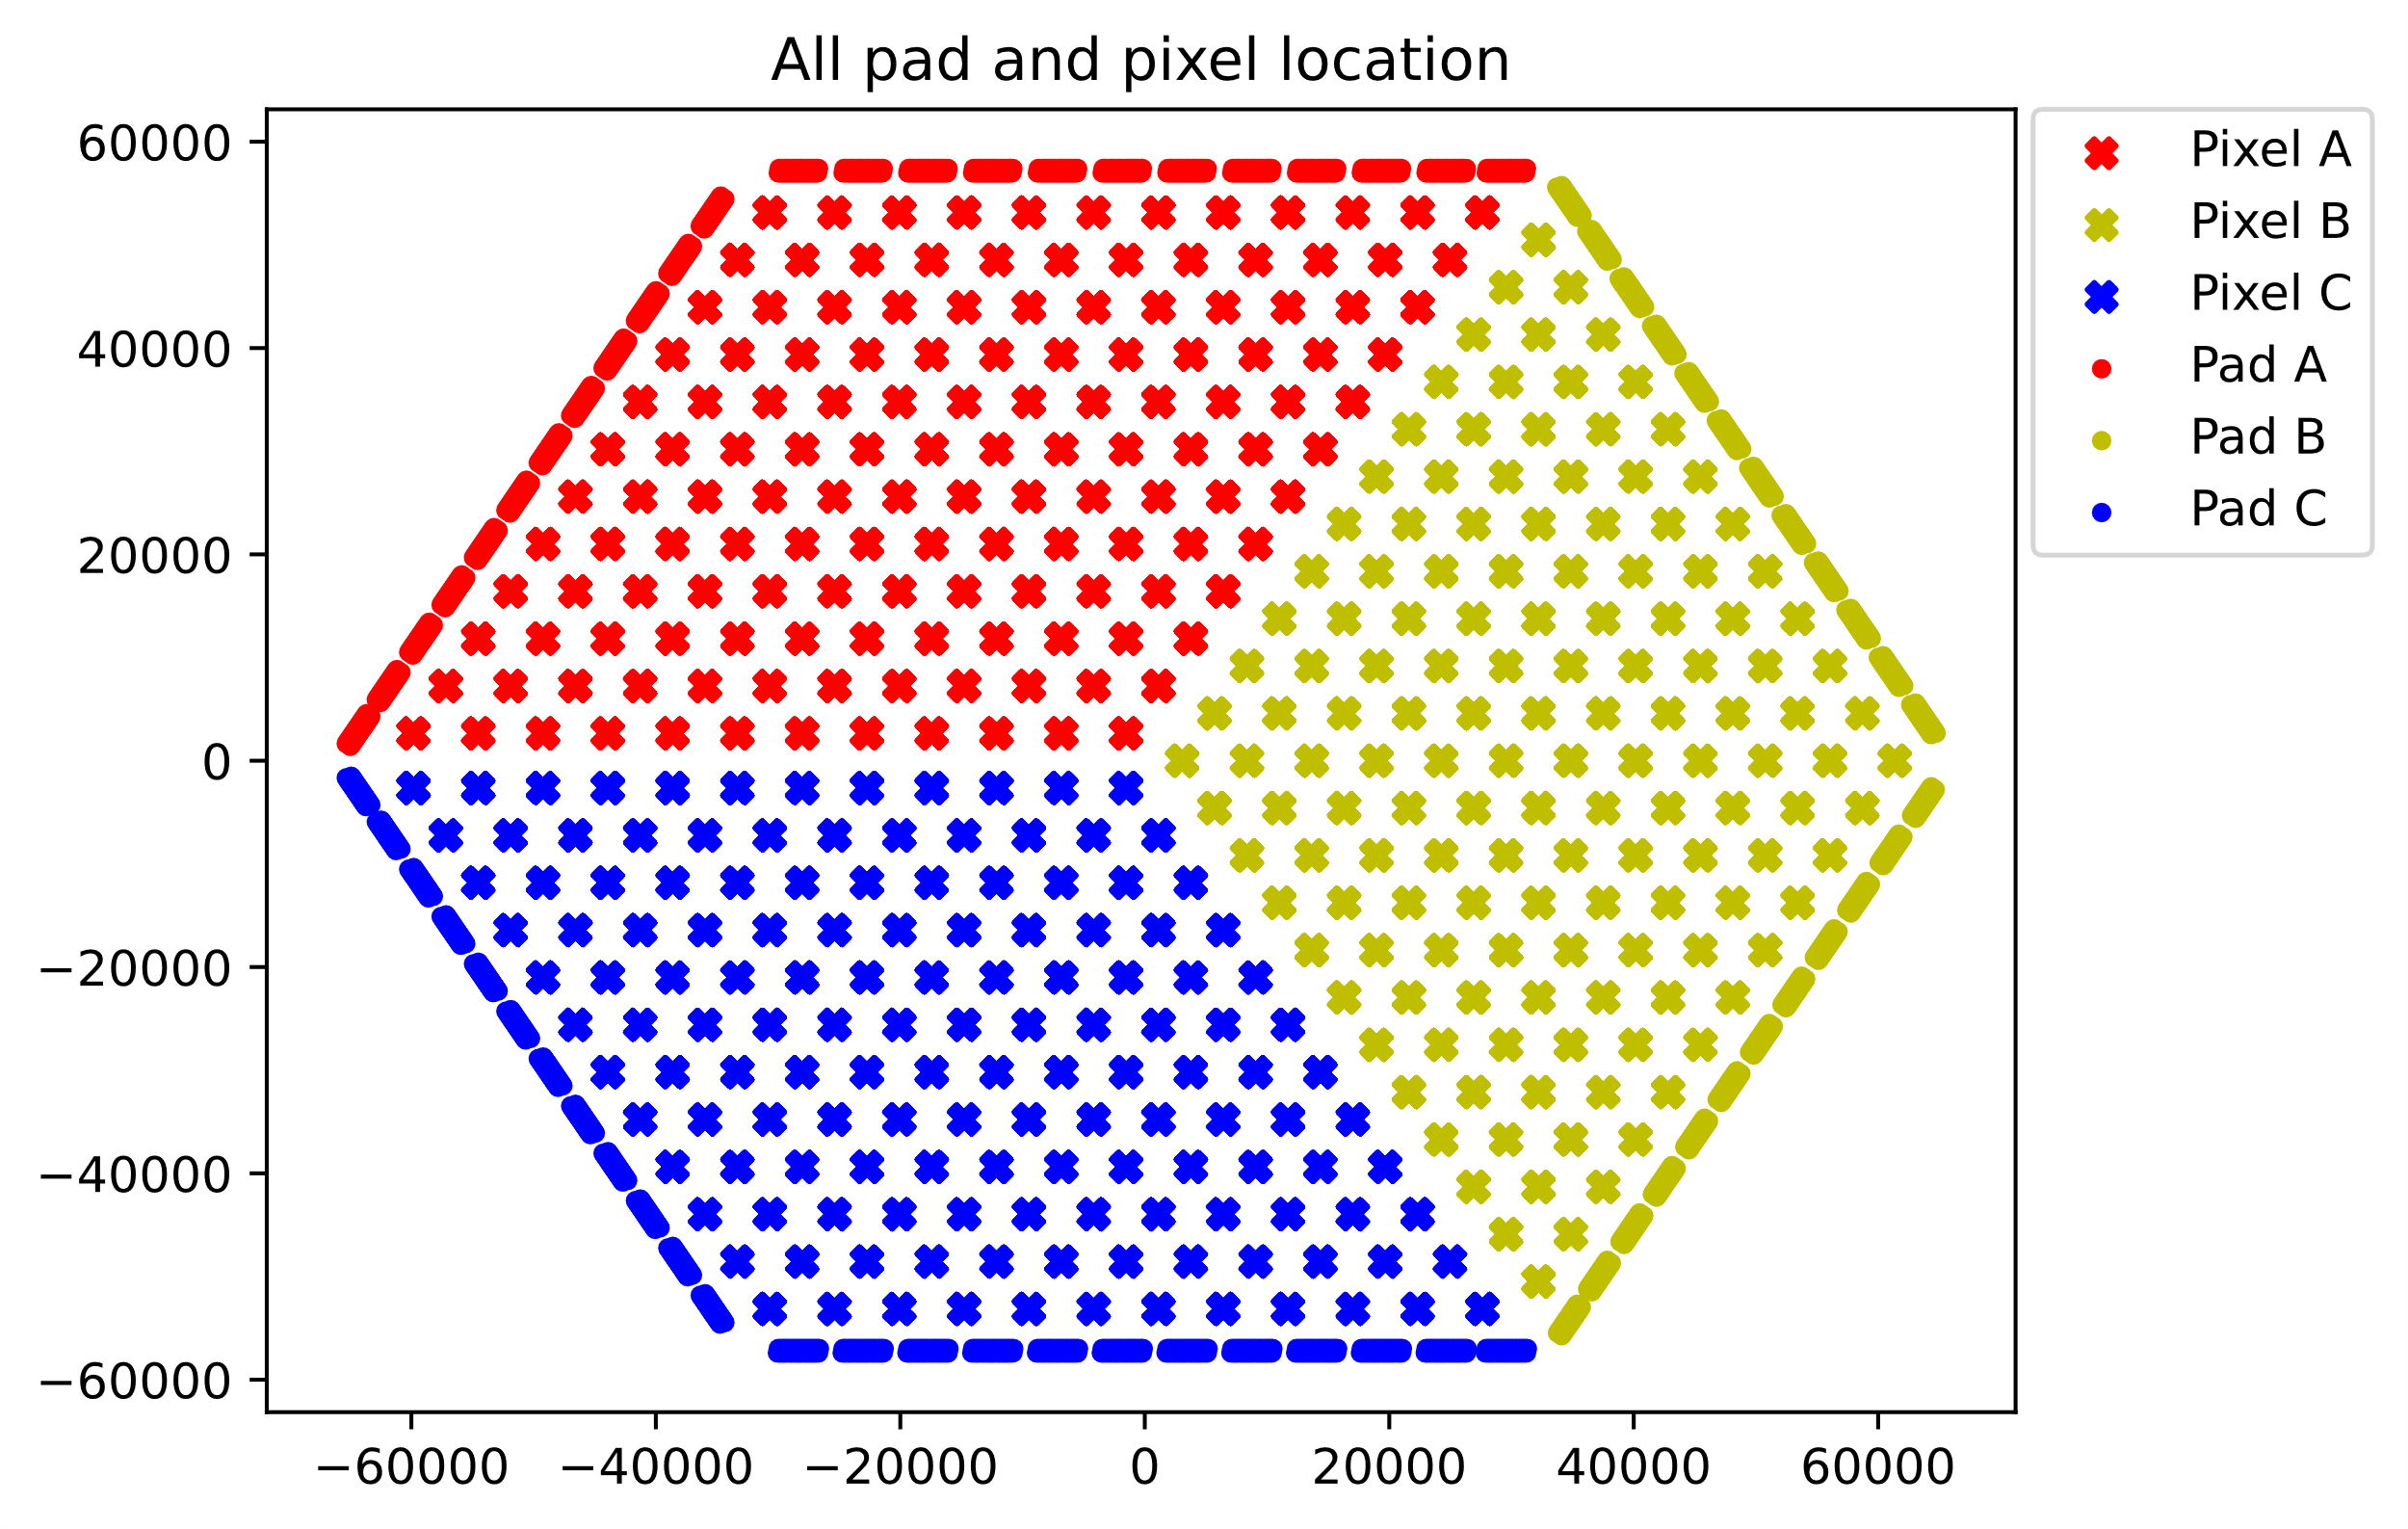 All pad and pixel location
60000
40000
20000
0
−20000
−40000
−60000
−60000 −40000 −20000 0 20000 40000 60000
Pixel A
Pixel B
Pixel C
Pad A
Pad B
Pad C